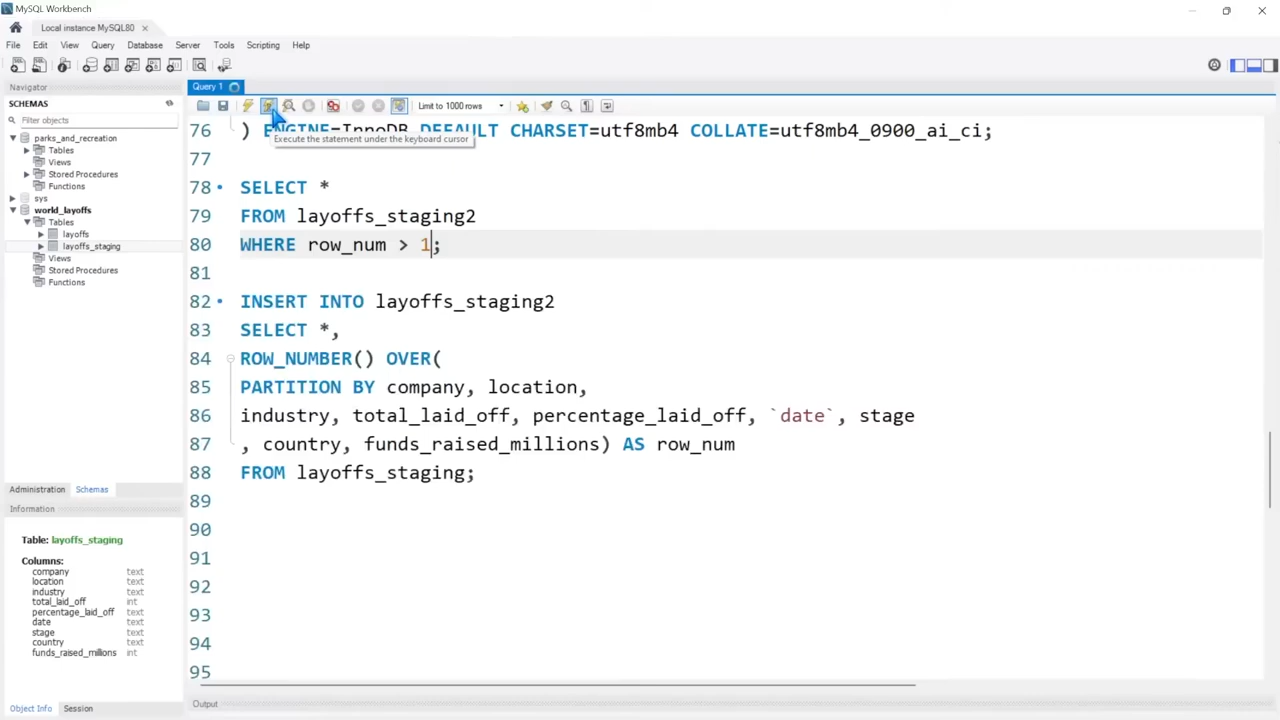 MySQL Workbench
Local instance MySQL80
File Edit View Query Database Server Tools Scripting Help
Navigator
SCHEMAS
Filter objects
parks_and_recreation
Tables
Views
Stored Procedures
Functions
sys
world_layoffs
Tables
layoffs
layoffs_staging
Views
Stored Procedures
Functions
Administration Schemas
Information
Table: layoffs_staging
Columns:
company text
location text
industry text
total_laid_off int
percentage_laid_off text
date text
stage text
country text
funds_raised_millions int
Object Info Session
Query 1
Limit to 1000 rows
76 ) ENGINE=InnoDB DEFAULT CHARSET=utf8mb4 COLLATE=utf8mb4_0900_ai_ci;
Execute the statement under the keyboard cursor
77
78 SELECT *
79 FROM layoffs_staging2
80 WHERE row_num > 1;
81
82 INSERT INTO layoffs_staging2
83 SELECT *,
84 ROW_NUMBER() OVER(
85 PARTITION BY company, location,
86 industry, total_laid_off, percentage_laid_off, `date`, stage
87 , country, funds_raised_millions) AS row_num
88 FROM layoffs_staging;
89
90
91
92
93
94
95
Output